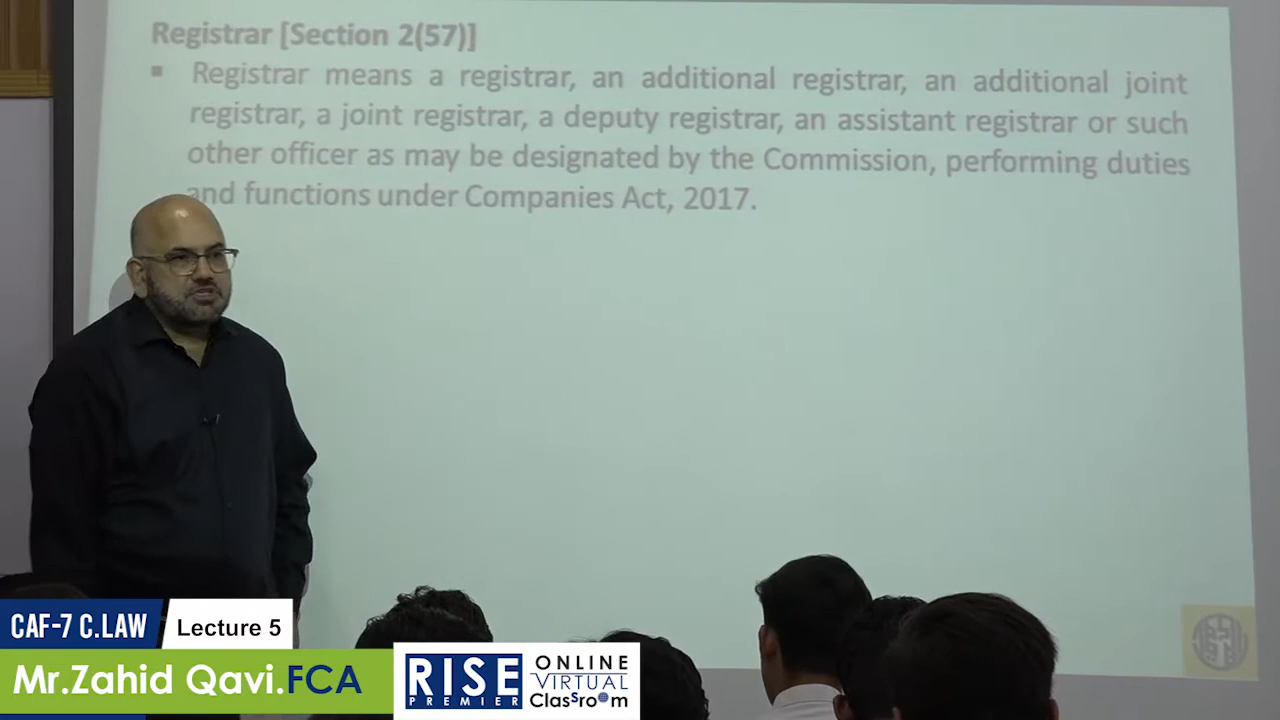 Registrar [Section 2(57)]
▪ Registrar means a registrar, an additional registrar, an additional joint
registrar, a joint registrar, a deputy registrar, an assistant registrar or such
other officer as may be designated by the Commission, performing duties
and functions under Companies Act, 2017.
CAF-7 C.LAW
Lecture 5
Mr.Zahid Qavi.FCA
RISE
PREMIER
ONLINE
VIRTUAL
Classroom